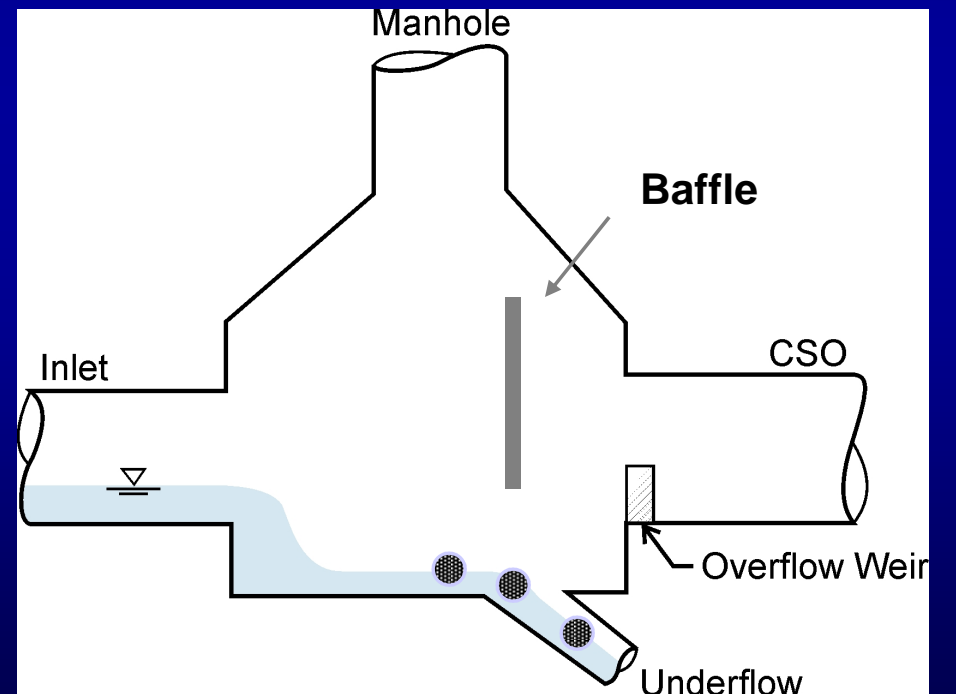 Manhole
Baffle
CSO
Inlet
Overflow Weir
Underflow